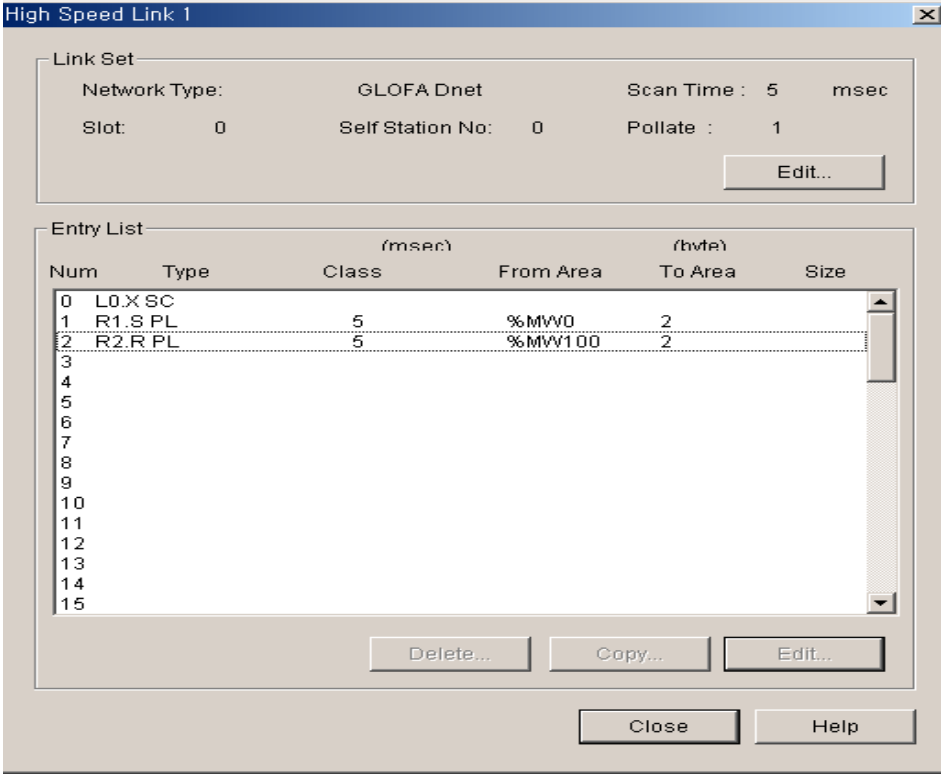 High Speed Link 1
Link Set
Network Type: GLOFA Dnet Scan Time : 5 msec
Slot: 0 Self Station No: 0 Pollate : 1
Edit...
Entry List
(msec) (byte)
Num Type Class From Area To Area Size
0 L0.X SC
1 R1.S PL 5 %MW0 2
2 R2.R PL 5 %MW100 2
3
4
5
6
7
8
9
10
11
12
13
14
15
Delete... Copy... Edit...
Close Help